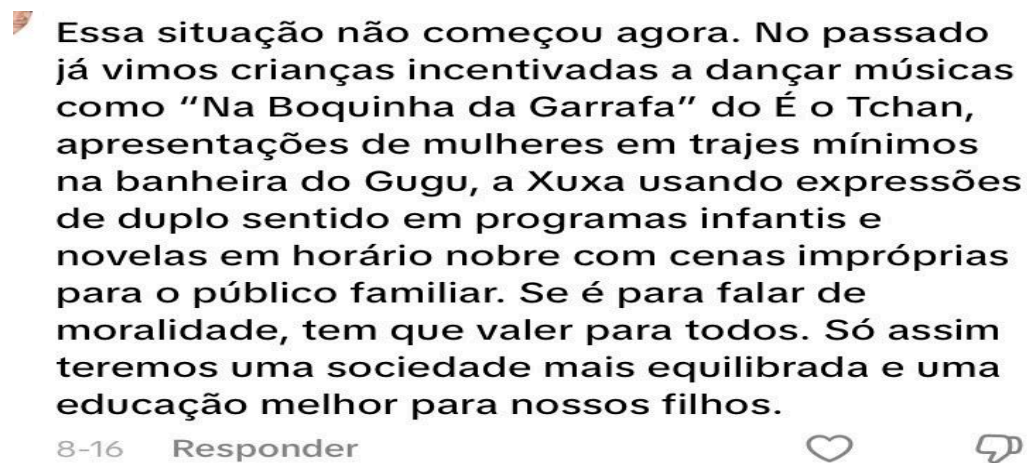 Essa situação não começou agora. No passado
já vimos crianças incentivadas a dançar músicas
como “Na Boquinha da Garrafa” do É o Tchan,
apresentações de mulheres em trajes mínimos
na banheira do Gugu, a Xuxa usando expressões
de duplo sentido em programas infantis e
novelas em horário nobre com cenas impróprias
para o público familiar. Se é para falar de
moralidade, tem que valer para todos. Só assim
teremos uma sociedade mais equilibrada e uma
educação melhor para nossos filhos.
8-16 Responder